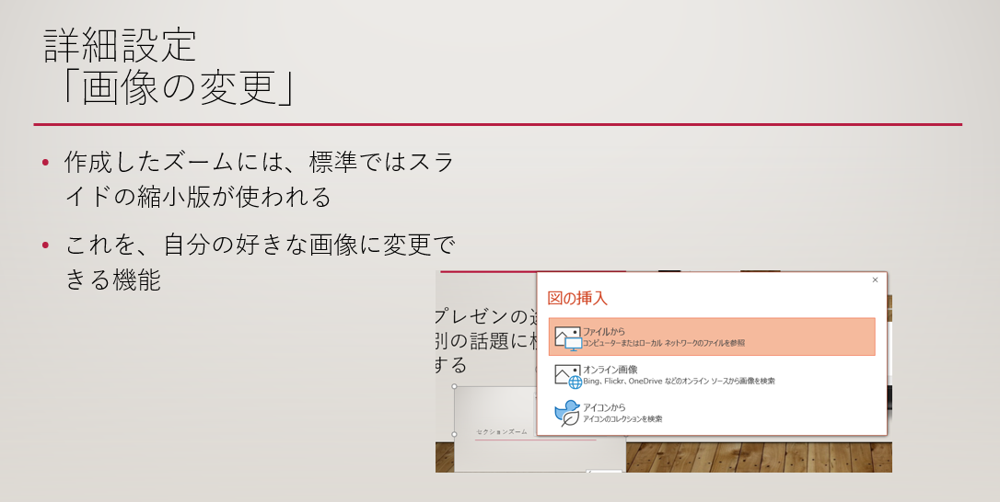 詳細設定
「画像の変更」
作成したズームには、標準ではスラ
イドの縮小版が使われる
これを、自分の好きな画像に変更で
きる機能
プレゼンの途
別の話題に
する
セクションズーム
図の挿入
ファイルから
コンピューターまたはローカル ネットワークのファイルを参照
オンライン画像
Bing、Flickr、OneDrive などのオンライン ソースから画像を検索
アイコンから
アイコンのコレクションを検索